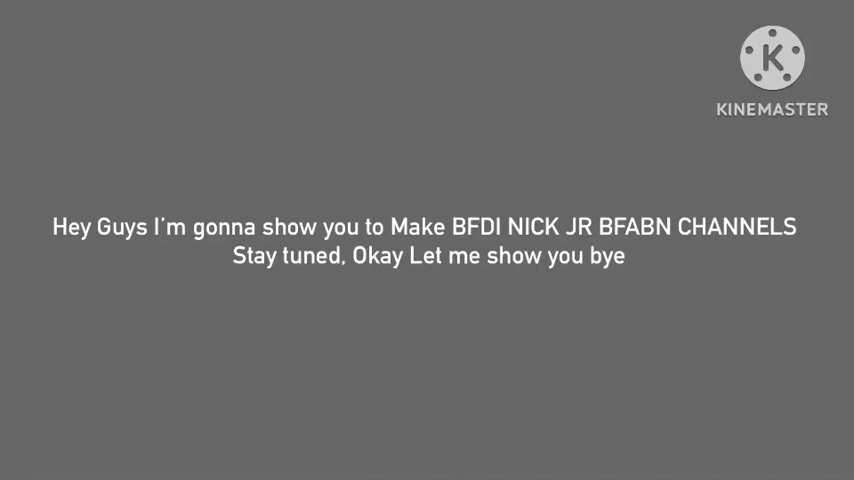 K
KINEMASTER
Hey Guys I'm gonna show you to Make BFDI NICK JR BFABN CHANNELS
Stay tuned, Okay Let me show you bye